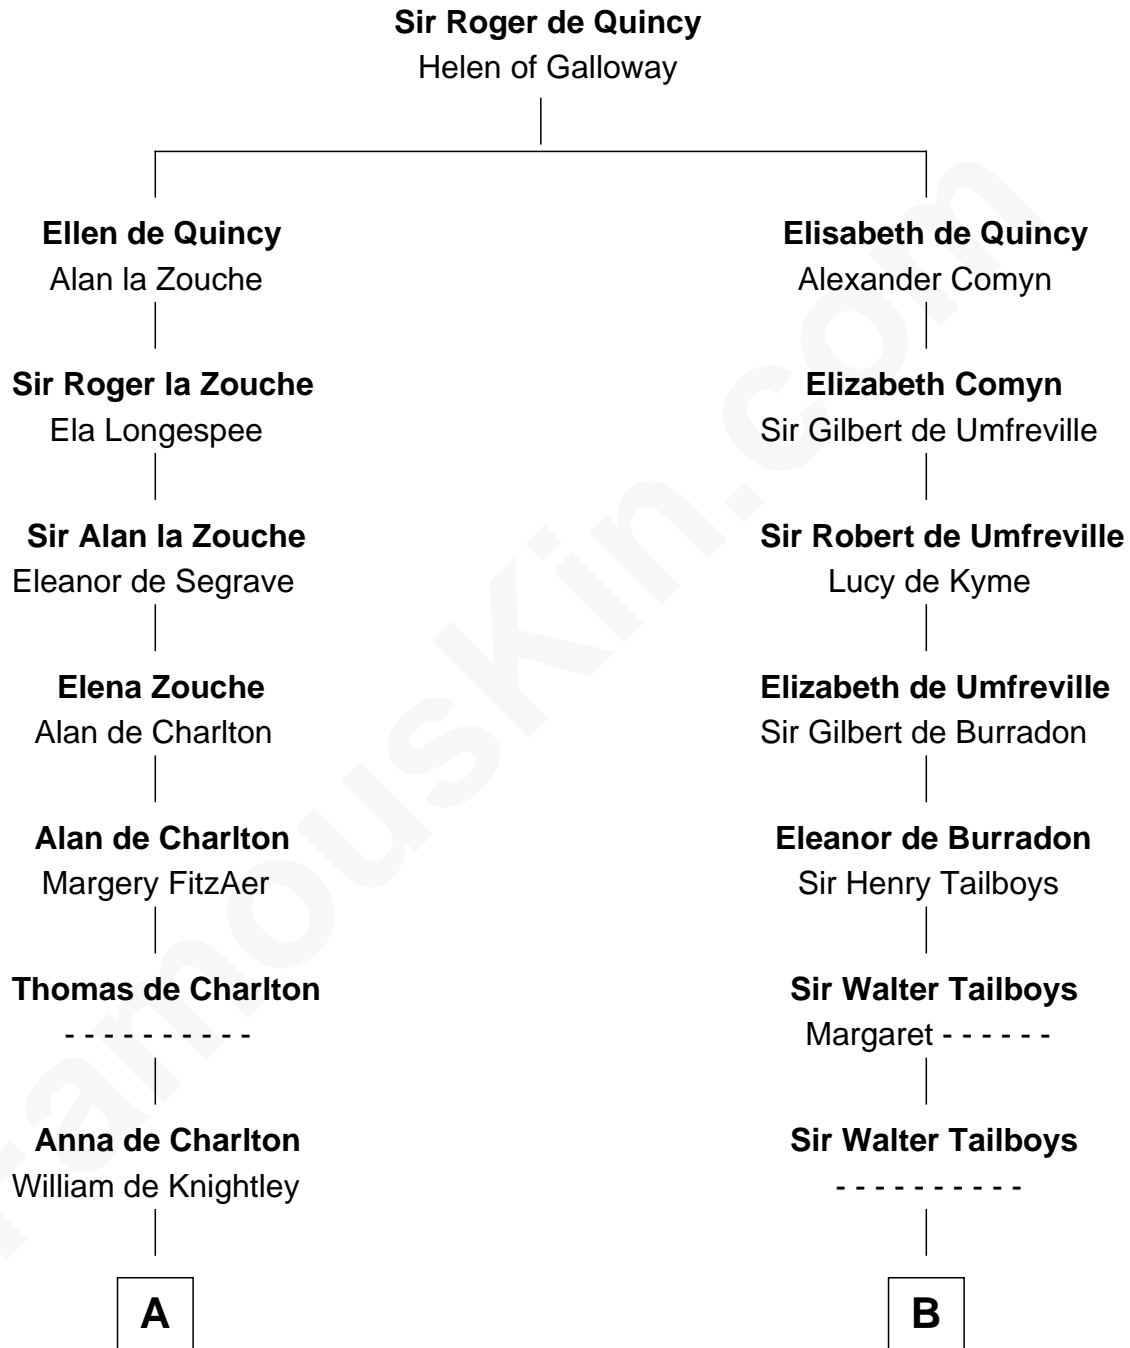 Sir Roger de Quincy
Helen of Galloway
Ellen de Quincy
Alan la Zouche
Elisabeth de Quincy
Alexander Comyn
Sir Roger la Zouche
Ela Longespee
Elizabeth Comyn
Sir Gilbert de Umfreville
Sir Alan la Zouche
Eleanor de Segrave
Sir Robert de Umfreville
Lucy de Kyme
Elena Zouche
Alan de Charlton
Elizabeth de Umfreville
Sir Gilbert de Burradon
Alan de Charlton
Margery FitzAer
Eleanor de Burradon
Sir Henry Tailboys
Thomas de Charlton
- - - - - - - - - -
Sir Walter Tailboys
Margaret - - - - - -
Anna de Charlton
William de Knightley
Sir Walter Tailboys
- - - - - - - - - -
A
B
FamousKin.com